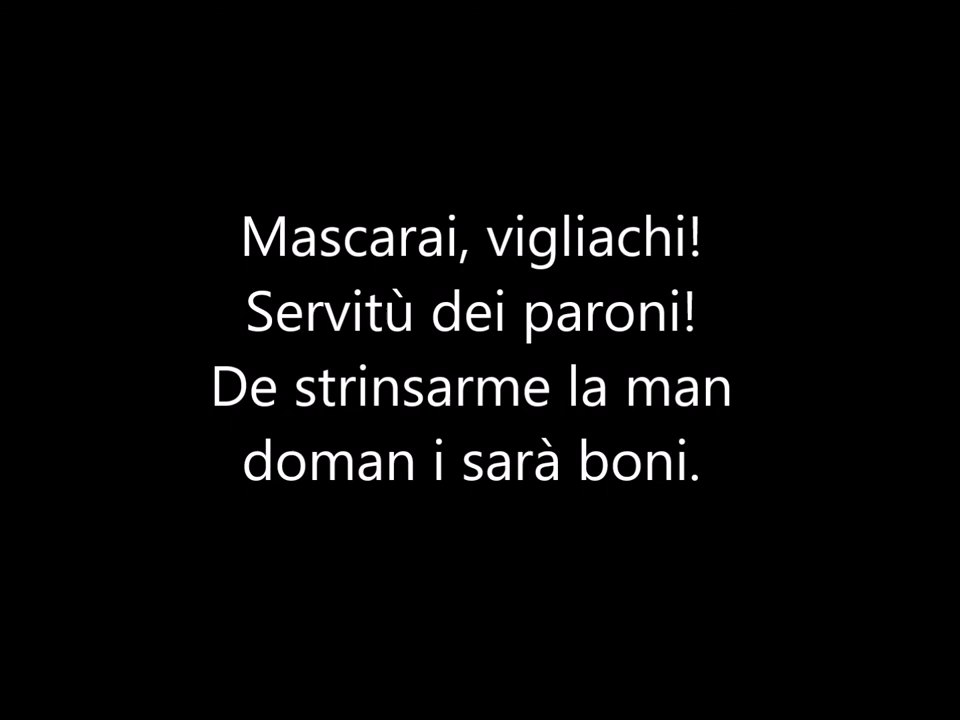 Mascarai, vigliachi!
Servitù dei paroni!
De strinsarme la man
doman i sarà boni.